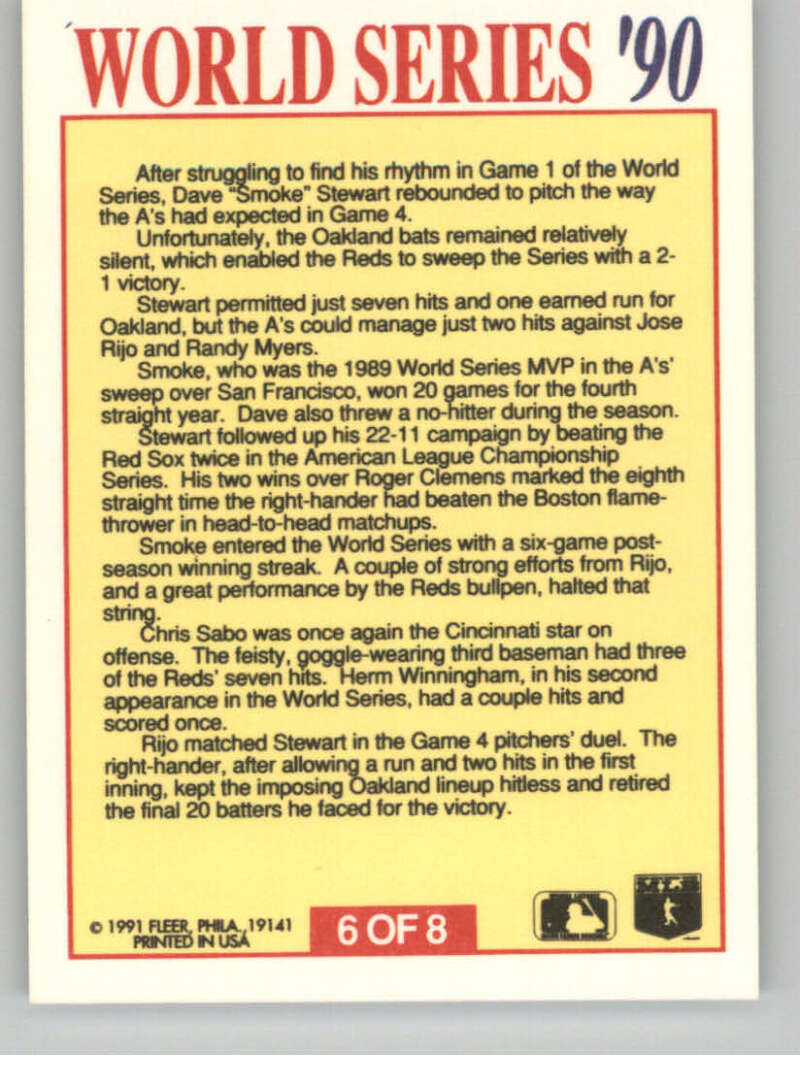 WORLD SERIES '90
After struggling to find his rhythm in Game 1 of the World
Series, Dave "Smoke" Stewart rebounded to pitch the way
the A's had expected in Game 4.
Unfortunately, the Oakland bats remained relatively
silent, which enabled the Reds to sweep the Series with a 2-
1 victory.
Stewart permitted just seven hits and one earned run for
Oakland, but the A's could manage just two hits against Jose
Rijo and Randy Myers.
Smoke, who was the 1989 World Series MVP in the A's'
sweep over San Francisco, won 20 games for the fourth
straight year. Dave also threw a no-hitter during the season.
Stewart followed up his 22-11 campaign by beating the
Red Sox twice in the American League Championship
Series. His two wins over Roger Clemens marked the eighth
straight time the right-hander had beaten the Boston flame-
thrower in head-to-head matchups.
Smoke entered the World Series with a six-game post-
season winning streak. A couple of strong efforts from Rijo,
and a great performance by the Reds bullpen, halted that
string.
Chris Sabo was once again the Cincinnati star on
offense. The feisty, goggle-wearing third baseman had three
of the Reds' seven hits. Herm Winningham, in his second
appearance in the World Series, had a couple hits and
scored once.
Rijo matched Stewart in the Game 4 pitchers' duel. The
right-hander, after allowing a run and two hits in the first
inning, kept the imposing Oakland lineup hitless and retired
the final 20 batters he faced for the victory.
© 1991 FLEER, PHILA., 19141
PRINTED IN USA
6 OF 8